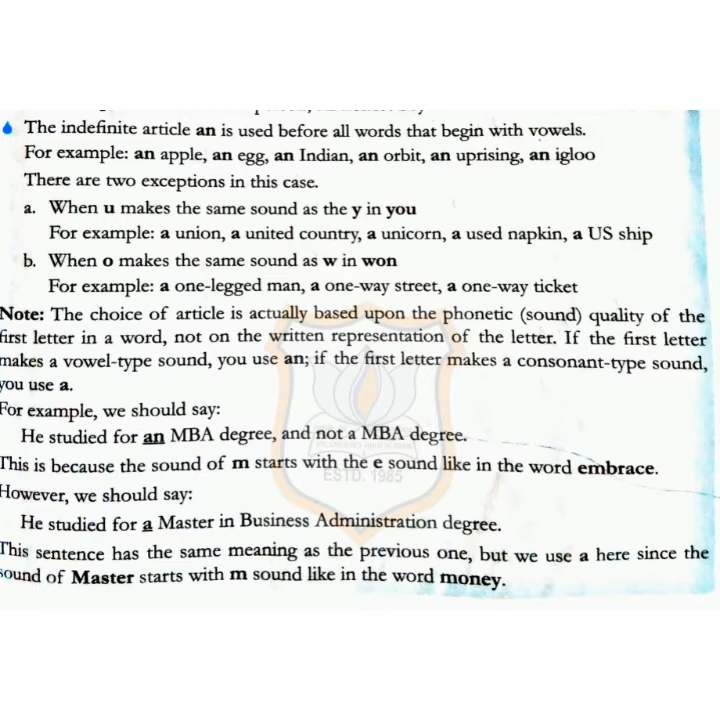 The indefinite article an is used before all words that begin with vowels.
For example: an apple, an egg, an Indian, an orbit, an uprising, an igloo
There are two exceptions in this case.
a. When u makes the same sound as the y in you
For example: a union, a united country, a unicorn, a used napkin, a US ship
b. When o makes the same sound as w in won
For example: a one-legged man, a one-way street, a one-way ticket
Note: The choice of article is actually based upon the phonetic (sound) quality of the
first letter in a word, not on the written representation of the letter. If the first letter
makes a vowel-type sound, you use an; if the first letter makes a consonant-type sound,
you use a.
For example, we should say:
He studied for an MBA degree, and not a MBA degree.
This is because the sound of m starts with the e sound like in the word embrace.
ESTD. 1985
However, we should say:
He studied for a Master in Business Administration degree.
This sentence has the same meaning as the previous one, but we use a here since the
sound of Master starts with m sound like in the word money.